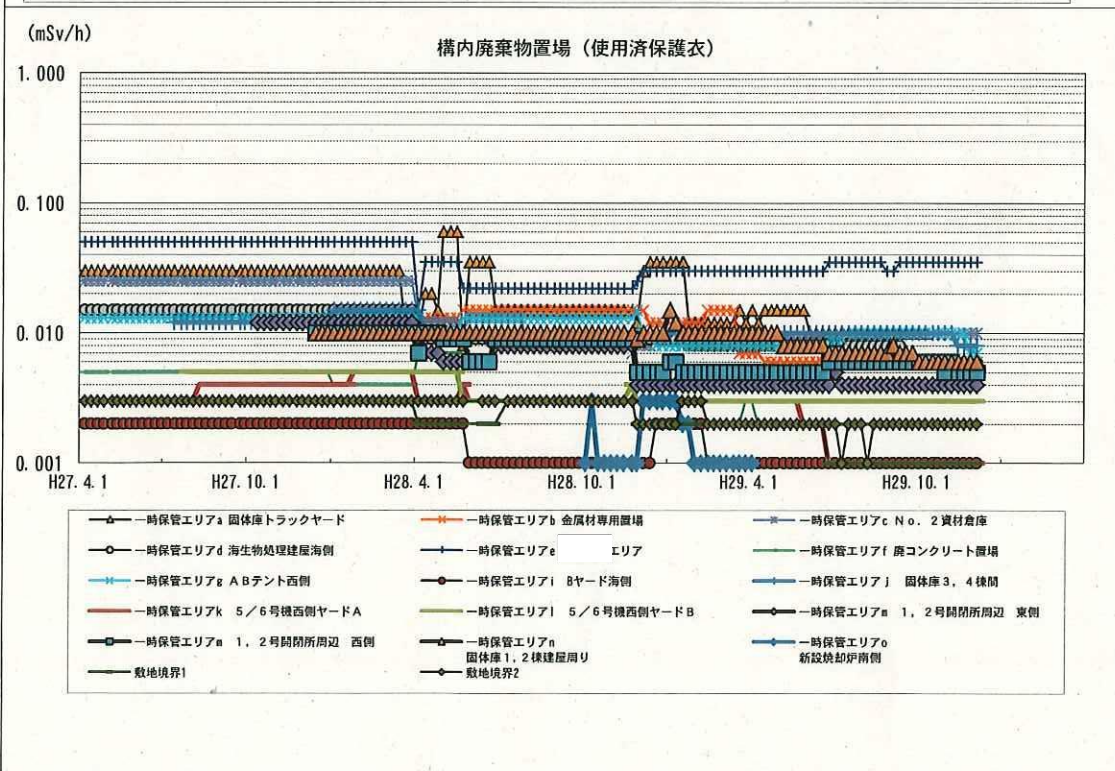 (mSv/h)
構内廃棄物置場（使用済保護衣）
1.000
0.100
0.010
0.001
H27.4.1 H27.10.1 H28.4.1 H28.10.1 H29.4.1 H29.10.1
一時保管エリアa 固体庫トラックヤード
一時保管エリアb 金属材専用置場
一時保管エリアc No．2資材倉庫
一時保管エリアd 海生物処理建屋海側
一時保管エリアe エリア
一時保管エリアf 廃コンクリート置場
一時保管エリアg ABテント西側
一時保管エリアi Bヤード海側
一時保管エリアj 固体庫3，4棟間
一時保管エリアk 5／6号機西側ヤードA
一時保管エリアl 5／6号機西側ヤードB
一時保管エリアm 1，2号開閉所周辺 東側
一時保管エリアm 1，2号開閉所周辺 西側
一時保管エリアn
固体庫1，2棟建屋周り
一時保管エリアo
新設焼却炉南側
敷地境界1
敷地境界2